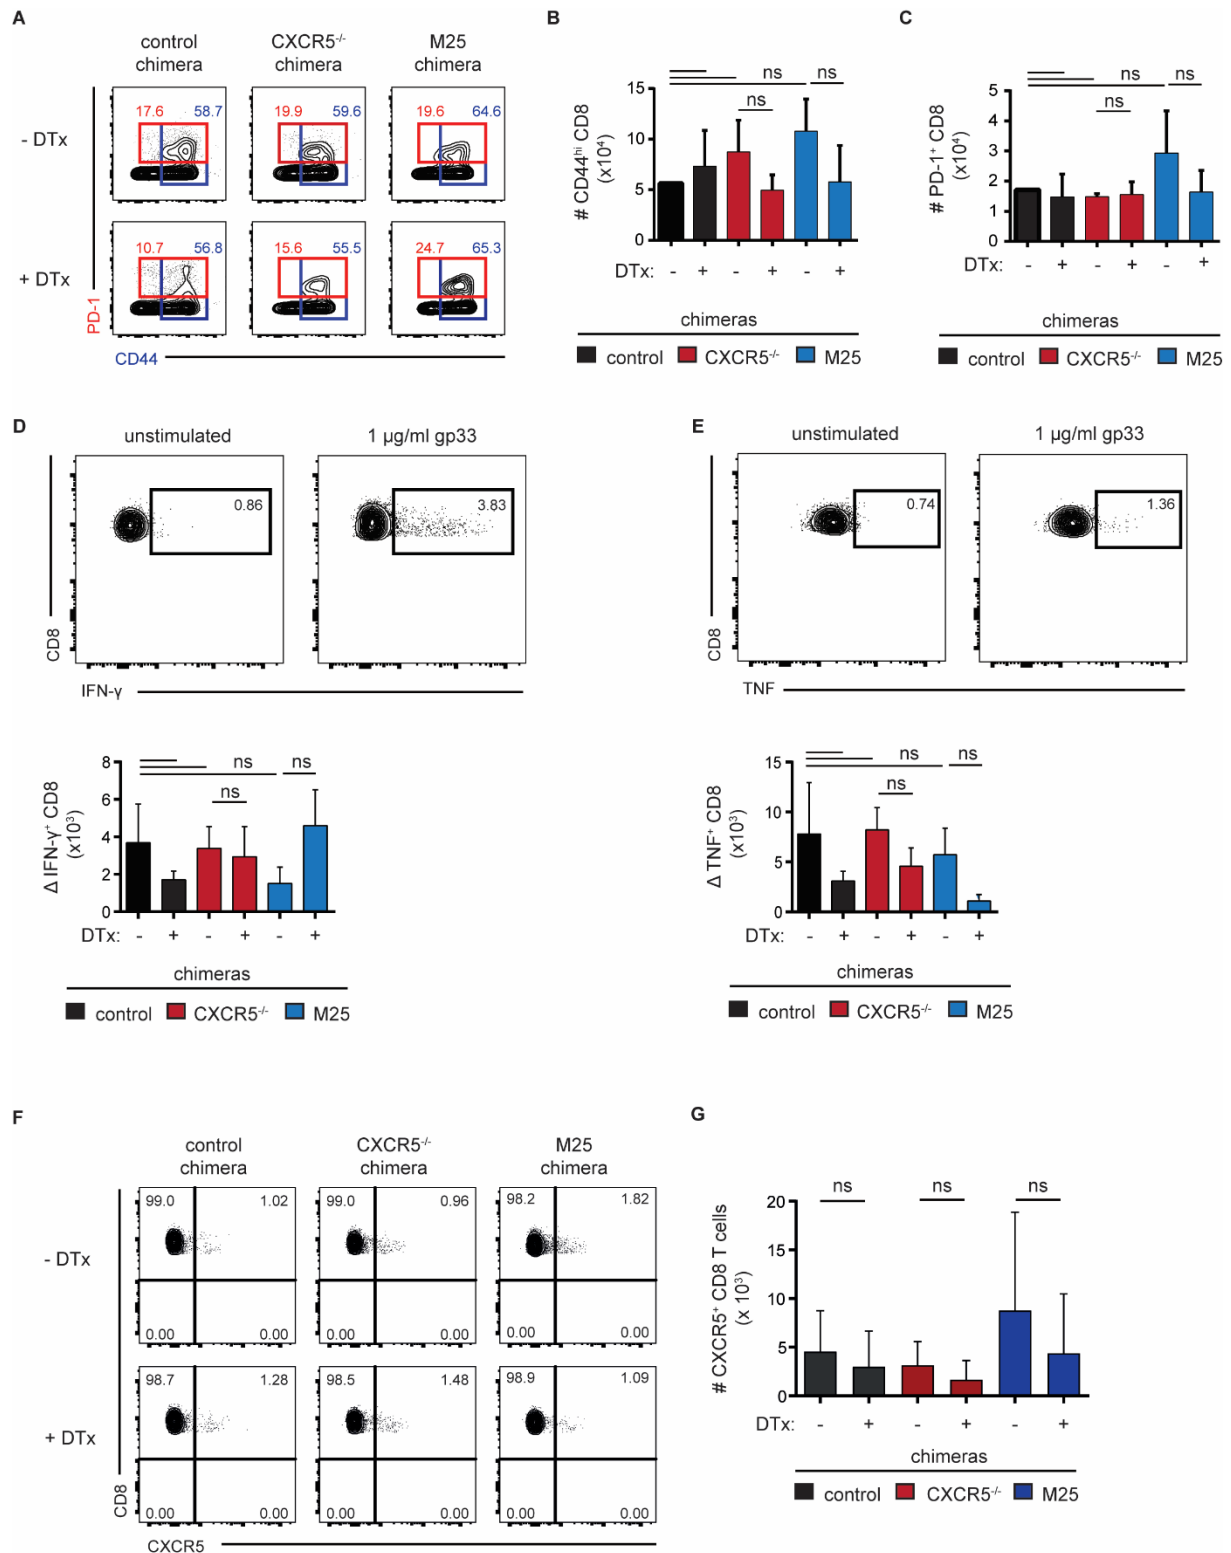 A
control
chimera
CXCR5-/-
chimera
M25
chimera
- DTx
17.6 58.7
19.9 59.6
19.6 64.6
+ DTx
10.7 56.8
15.6 55.5
24.7 65.3
PD-1
CD44
B
# CD44hi CD8
(x10⁴)
15
10
5
0
ns
ns
ns
DTx: - + - + - +
chimeras
control CXCR5-/- M25
C
# PD-1+ CD8
(x10⁴)
5
4
3
2
1
0
ns
ns
ns
DTx: - + - + - +
chimeras
control CXCR5-/- M25
D
unstimulated
1 µg/ml gp33
0.86
3.83
CD8
IFN-γ
Δ IFN-γ+ CD8
(x10³)
8
6
4
2
0
ns
ns
ns
DTx: - + - + - +
chimeras
control CXCR5-/- M25
E
unstimulated
1 µg/ml gp33
0.74
1.36
CD8
TNF
Δ TNF+ CD8
(x10³)
15
10
5
0
ns
ns
ns
DTx: - + - + - +
chimeras
control CXCR5-/- M25
F
control
chimera
CXCR5-/-
chimera
M25
chimera
- DTx
99.0 1.02
0.00 0.00
99.0 0.96
0.00 0.00
98.2 1.82
0.00 0.00
+ DTx
98.7 1.28
0.00 0.00
98.5 1.48
0.00 0.00
98.9 1.09
0.00 0.00
CD8
CXCR5
G
# CXCR5+ CD8 T cells
(x 10³)
20
15
10
5
0
ns
ns
ns
DTx: - + - + - +
chimeras
control CXCR5-/- M25